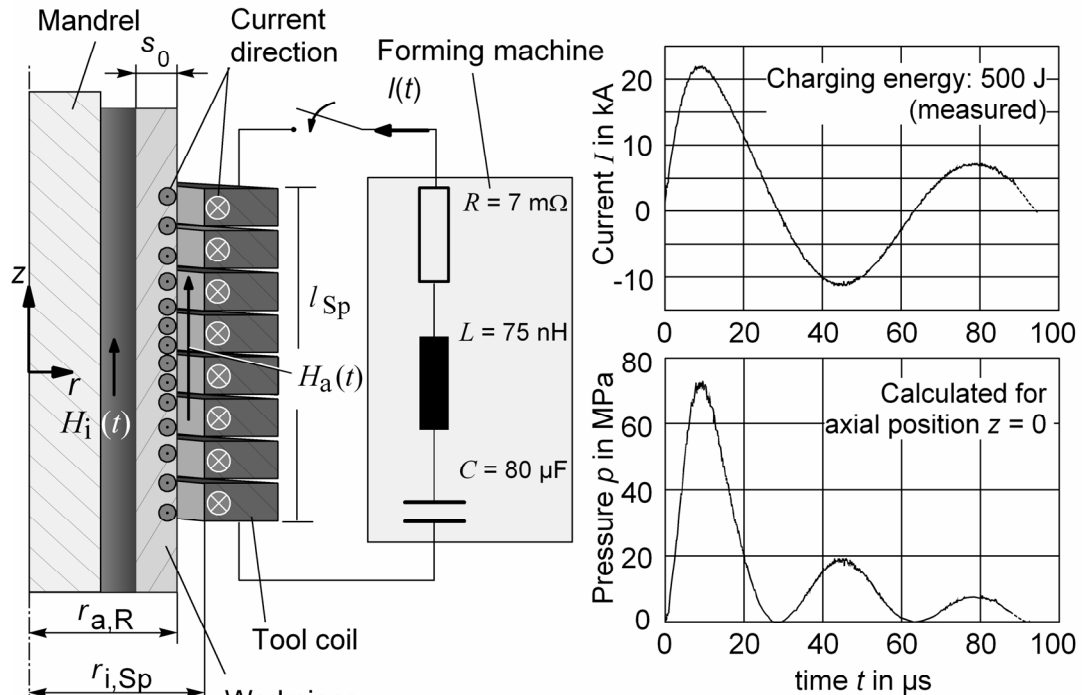 Mandrel
s0
Current
direction
Forming machine
I(t)
R = 7 mΩ
L = 75 nH
C = 80 µF
z
r
Hi(t)
lSp
Ha(t)
ra,R
ri,Sp
Tool coil
Current I in kA
20
10
0
-10
Charging energy: 500 J
(measured)
0 20 40 60 80 100
Pressure p in MPa
80
60
40
20
0
Calculated for
axial position z = 0
0 20 40 60 80 100
time t in µs